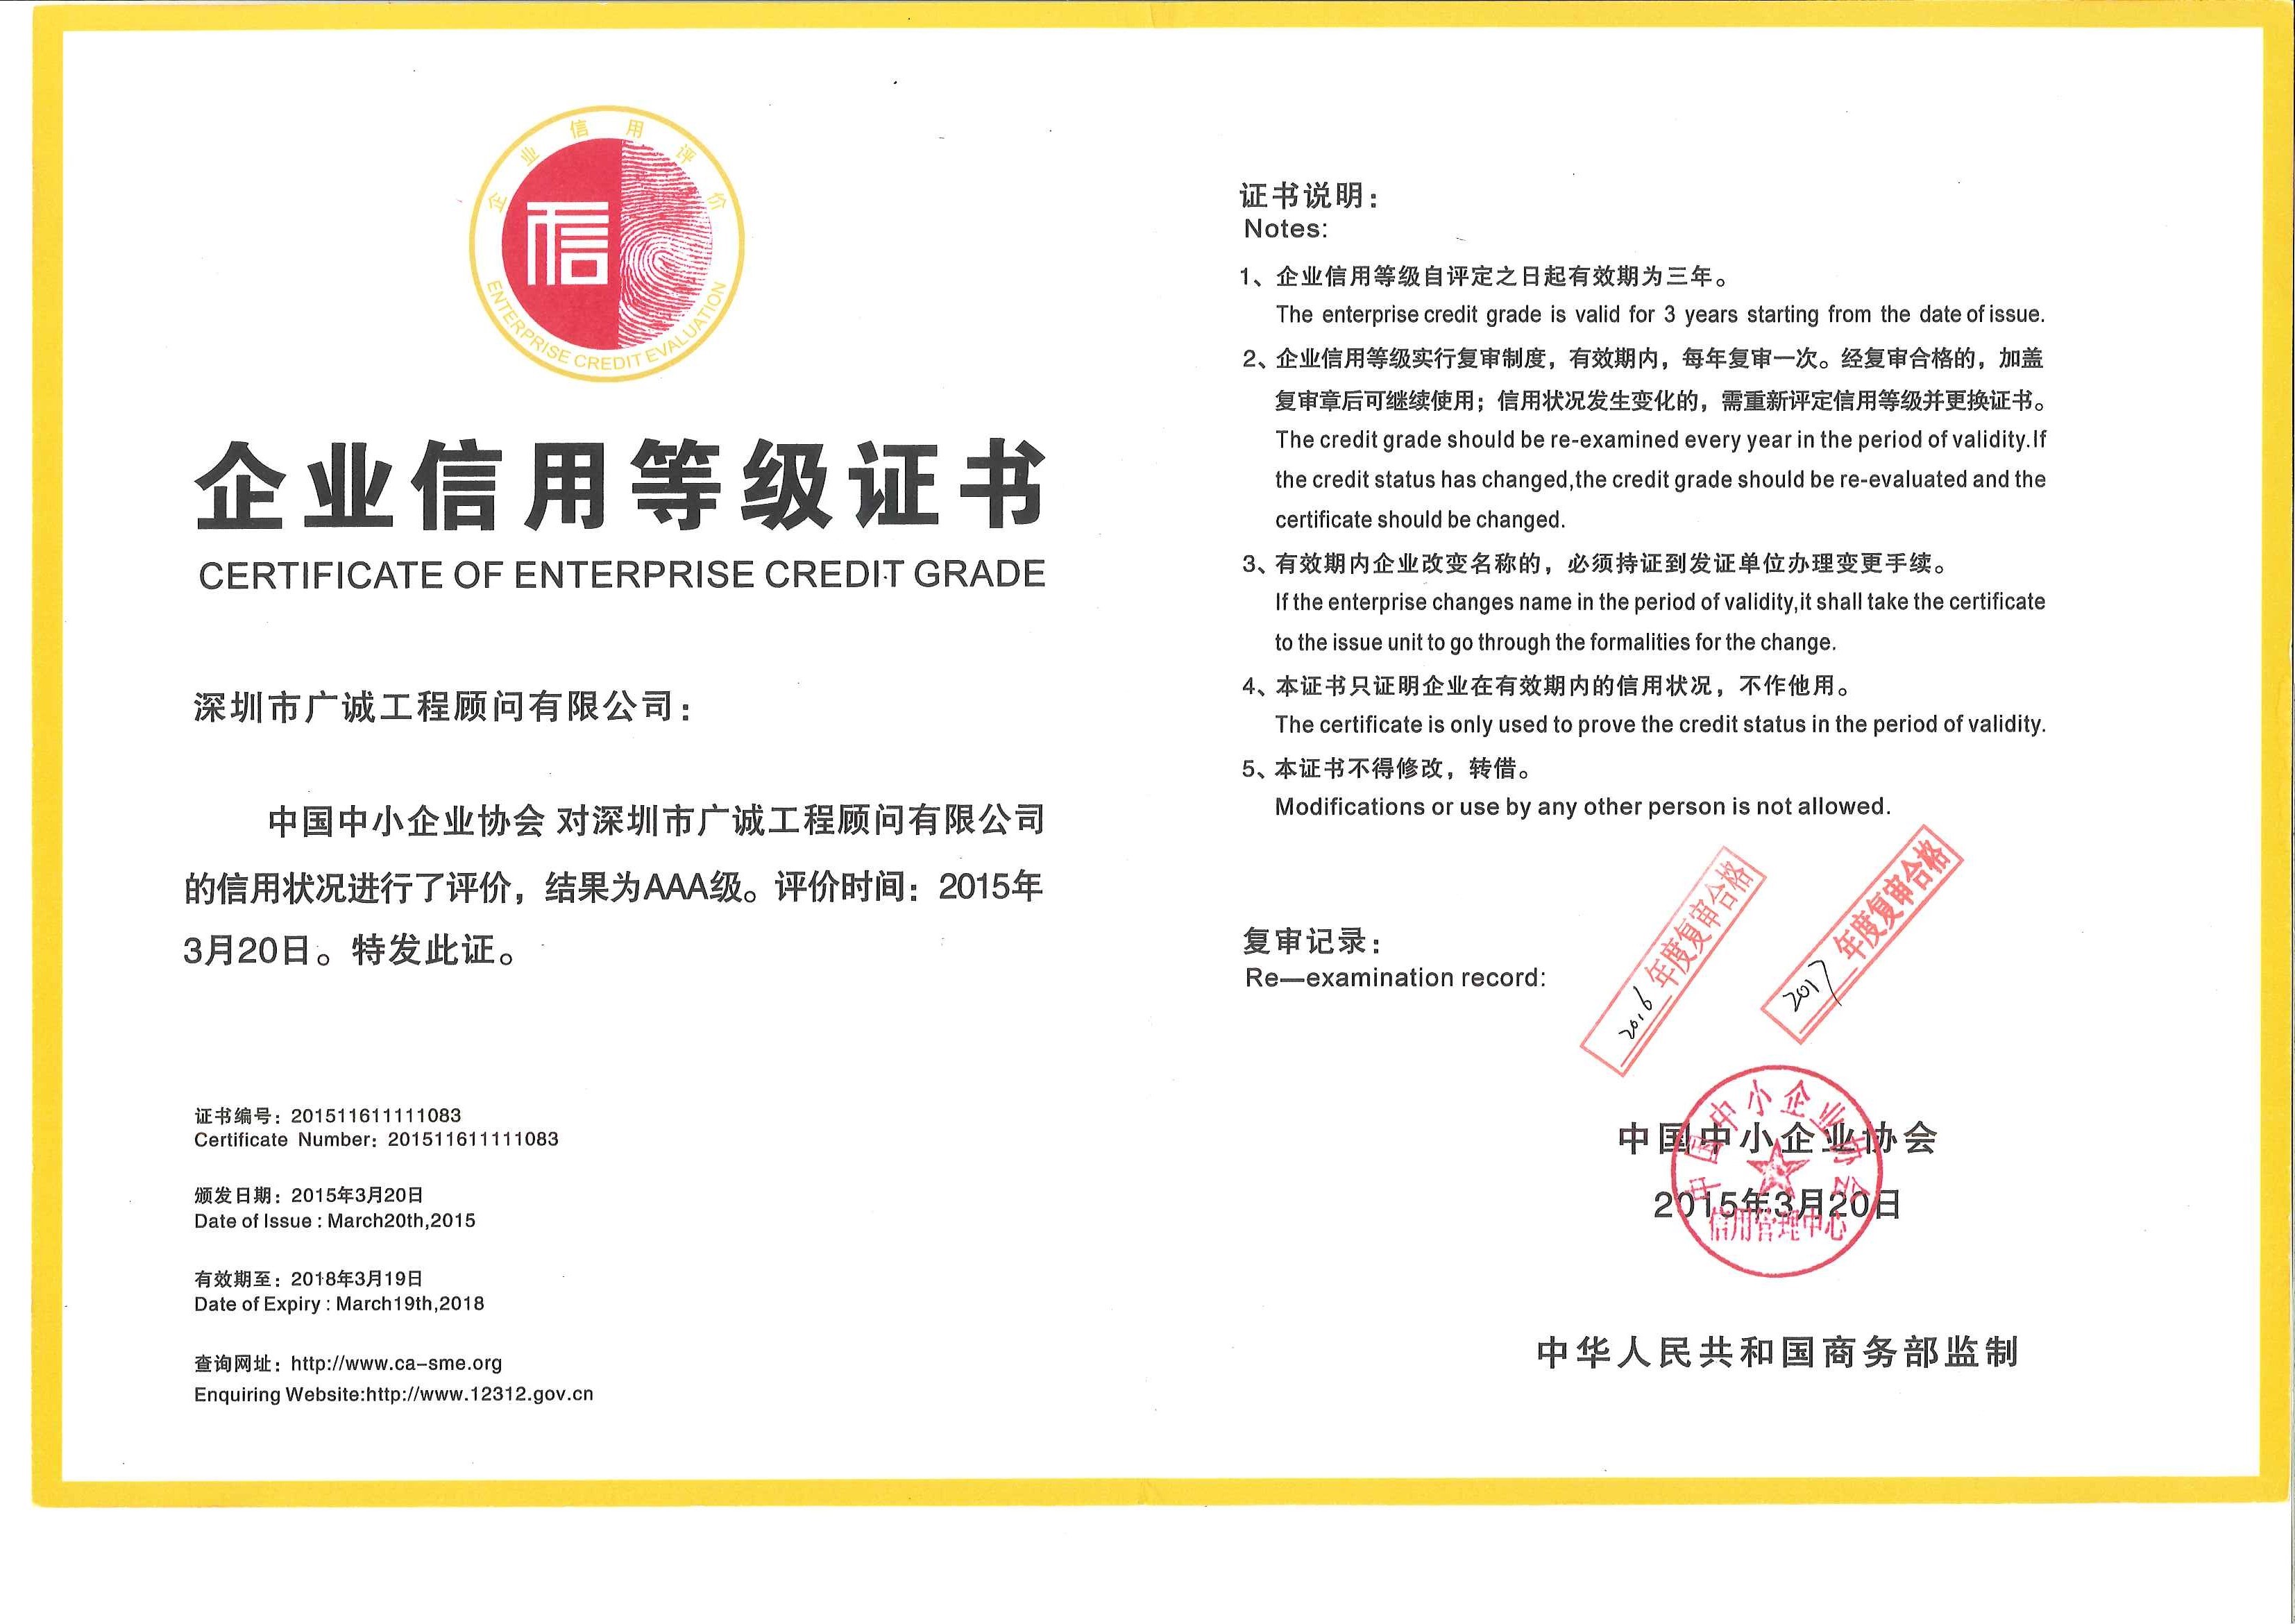 企业信用评价
信
ENTERPRISE CREDIT EVALUATION
企业信用等级证书
CERTIFICATE OF ENTERPRISE CREDIT GRADE
深圳市广诚工程顾问有限公司：
中国中小企业协会 对深圳市广诚工程顾问有限公司
的信用状况进行了评价，结果为AAA级。评价时间：2015年
3月20日。特发此证。
证书编号：201511611111083
Certificate Number：201511611111083
颁发日期：2015年3月20日
Date of Issue : March20th,2015
有效期至：2018年3月19日
Date of Expiry : March19th,2018
查询网址：http://www.ca-sme.org
Enquiring Website:http://www.12312.gov.cn
证书说明：
Notes:
1、企业信用等级自评定之日起有效期为三年。
The enterprise credit grade is valid for 3 years starting from the date of issue.
2、企业信用等级实行复审制度，有效期内，每年复审一次。经复审合格的，加盖
复审章后可继续使用；信用状况发生变化的，需重新评定信用等级并更换证书。
The credit grade should be re-examined every year in the period of validity.If
the credit status has changed,the credit grade should be re-evaluated and the
certificate should be changed.
3、有效期内企业改变名称的，必须持证到发证单位办理变更手续。
If the enterprise changes name in the period of validity,it shall take the certificate
to the issue unit to go through the formalities for the change.
4、本证书只证明企业在有效期内的信用状况，不作他用。
The certificate is only used to prove the credit status in the period of validity.
5、本证书不得修改，转借。
Modifications or use by any other person is not allowed.
复审记录：
Re—examination record:
2016年度复审合格
2017年度复审合格
中国中小企业协会
2015年3月20日
中国中小企业协会
信用管理中心
中华人民共和国商务部监制